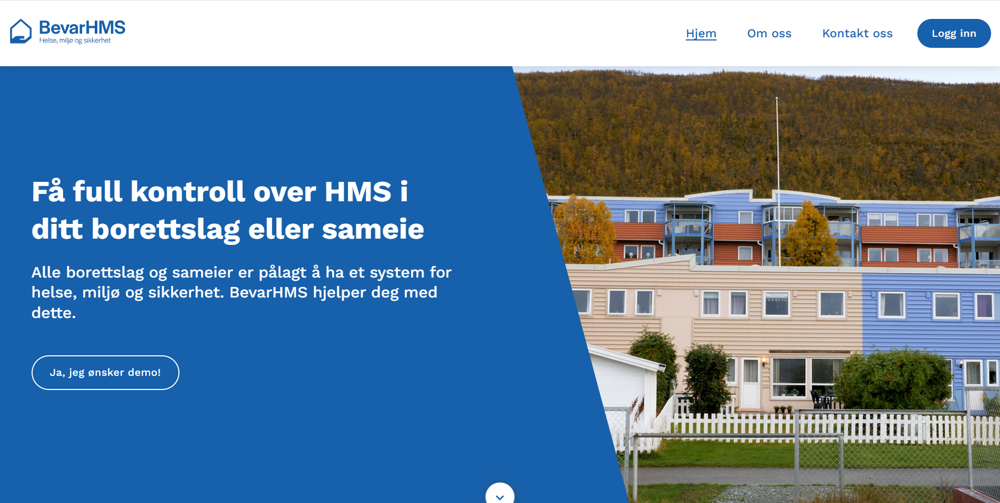 BevarHMS
Helse, miljø og sikkerhet
Hjem
Om oss
Kontakt oss
Logg inn
Få full kontroll over HMS i
ditt borettslag eller sameie
Alle borettslag og sameier er pålagt å ha et system for
helse, miljø og sikkerhet. BevarHMS hjelper deg med
dette.
Ja, jeg ønsker demo!